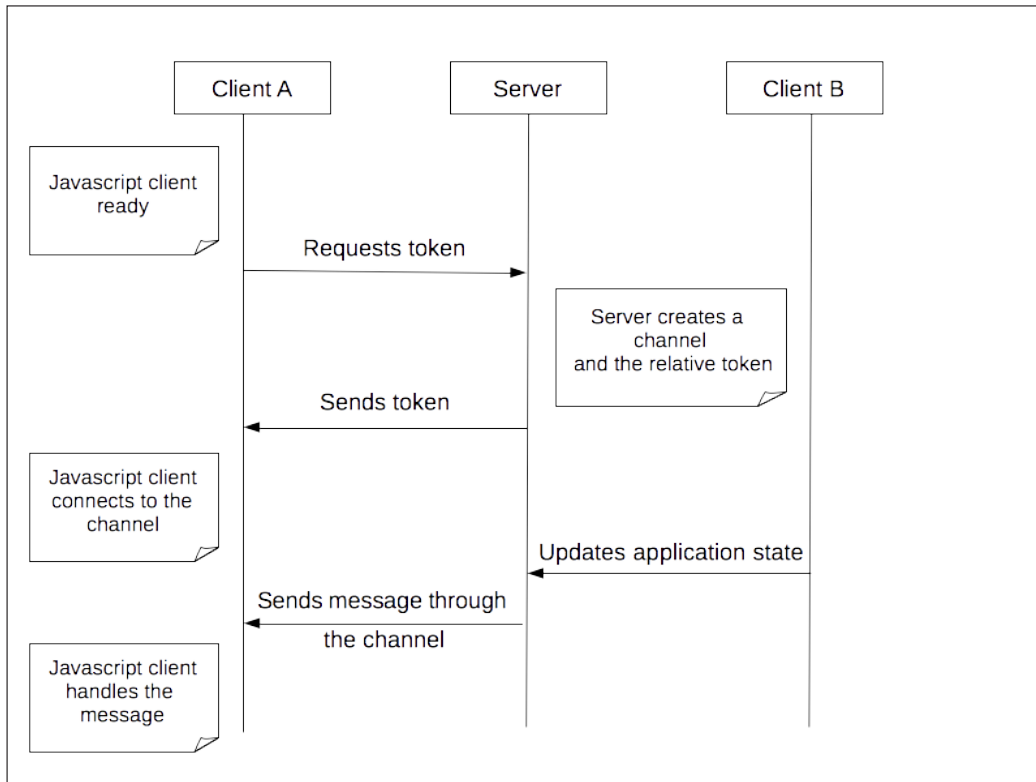 Client A
Server
Client B
Javascript client
ready
Requests token
Server creates a
channel
and the relative token
Sends token
Javascript client
connects to the
channel
Updates application state
Sends message through
the channel
Javascript client
handles the
message